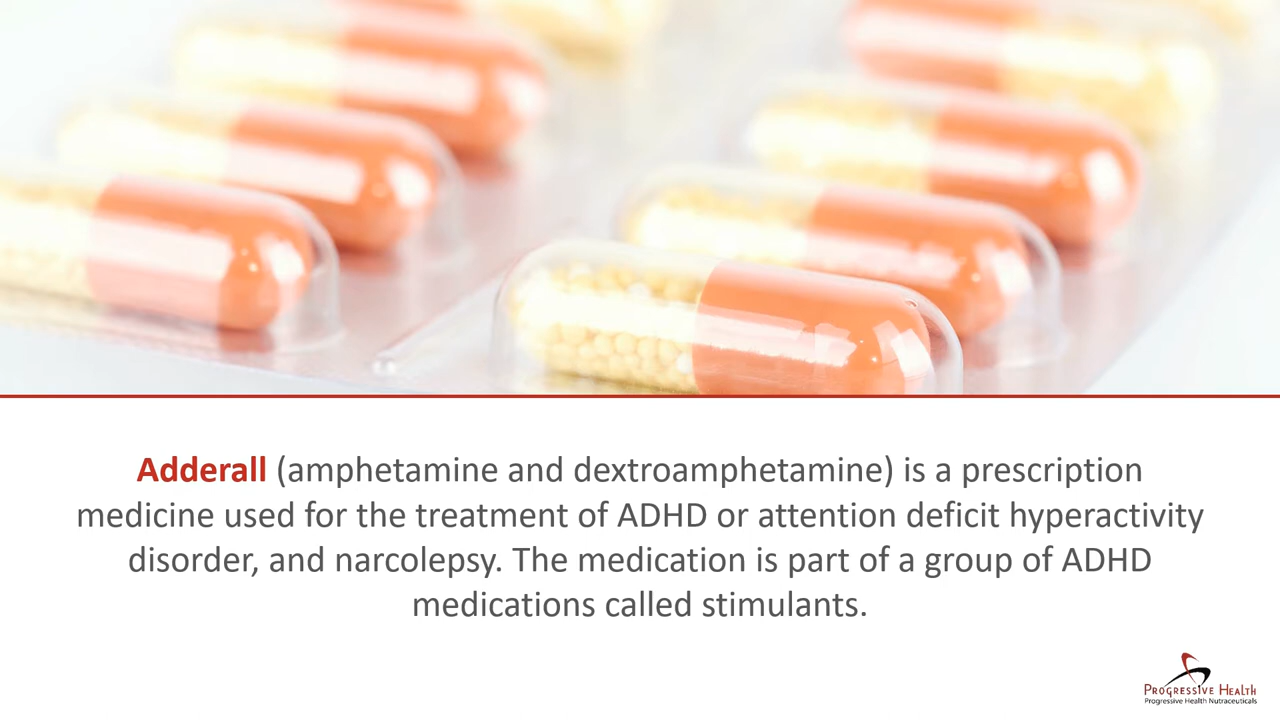 Adderall (amphetamine and dextroamphetamine) is a prescription
medicine used for the treatment of ADHD or attention deficit hyperactivity
disorder, and narcolepsy. The medication is part of a group of ADHD
medications called stimulants.
Progressive Health
Progressive Health Nutraceuticals